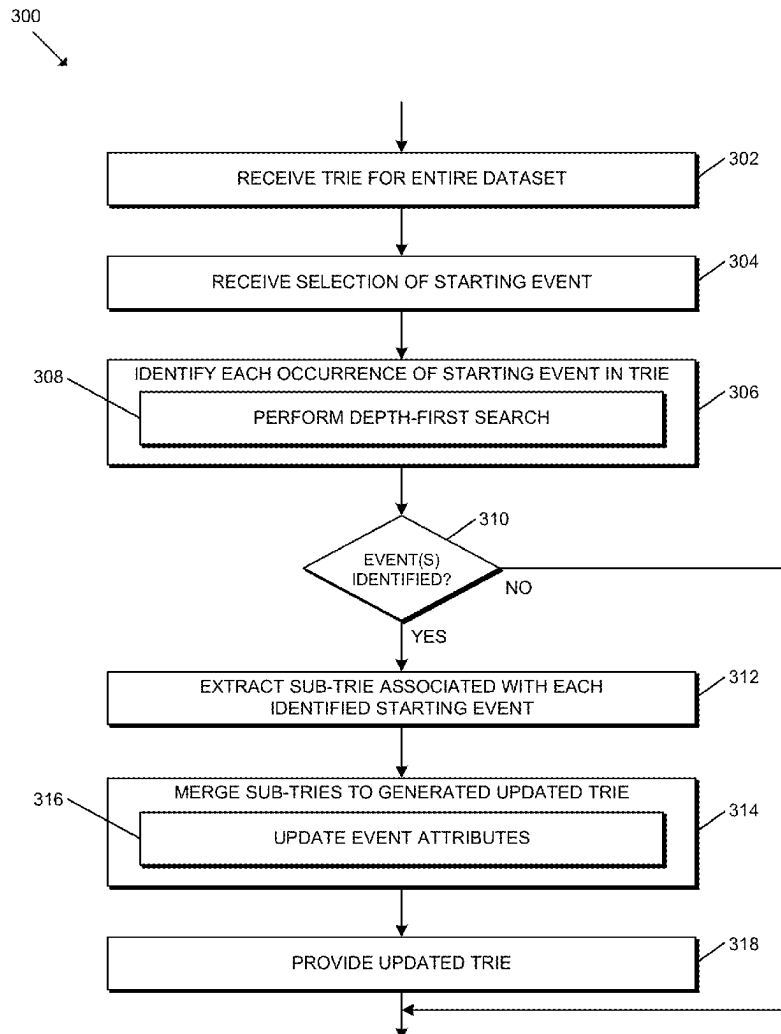 300
RECEIVE TRIE FOR ENTIRE DATASET
302
RECEIVE SELECTION OF STARTING EVENT
304
IDENTIFY EACH OCCURRENCE OF STARTING EVENT IN TRIE
308
PERFORM DEPTH-FIRST SEARCH
306
310
EVENT(S)
IDENTIFIED?
NO
YES
EXTRACT SUB-TRIE ASSOCIATED WITH EACH
IDENTIFIED STARTING EVENT
312
MERGE SUB-TRIES TO GENERATED UPDATED TRIE
316
UPDATE EVENT ATTRIBUTES
314
PROVIDE UPDATED TRIE
318